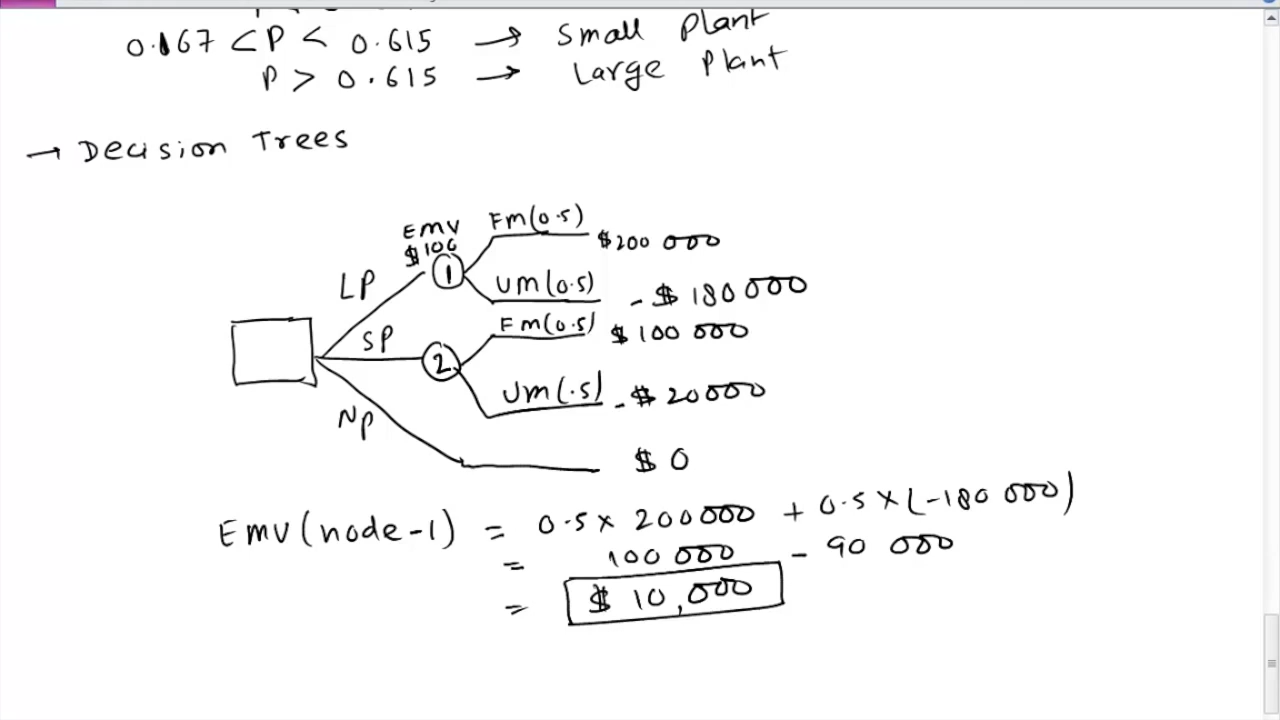 0.167 < P < 0.615 → Small Plant
P > 0.615 → Large Plant
→ Decision Trees
EMV
$100
FM(0.5)
$200 000
1
LP
UM(0.5)
- $ 180 000
FM(0.5)
$ 100 000
SP
2
UM(.5)
- $ 20000
NP
$ 0
EMV(node-1) = 0.5 × 200000 + 0.5 × (-180 000)
= 100 000 - 90 000
= $ 10,000